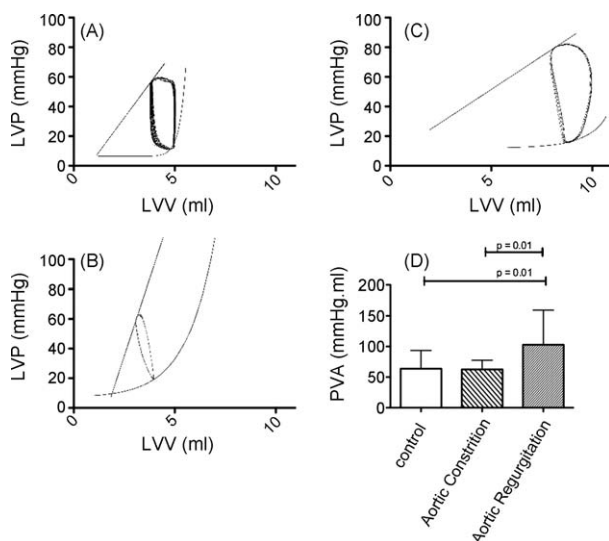 (A)
LVP (mmHg)
100
80
60
40
20
0
0
5
10
LVV (ml)
(C)
LVP (mmHg)
100
80
60
40
20
0
0
5
10
LVV (ml)
(B)
LVP (mmHg)
100
80
60
40
20
0
0
5
10
LVV (ml)
(D)
p = 0.01
p = 0.01
PVA (mmHg.ml)
200
150
100
50
0
control
Aortic Constrition
Aortic Regurgitation